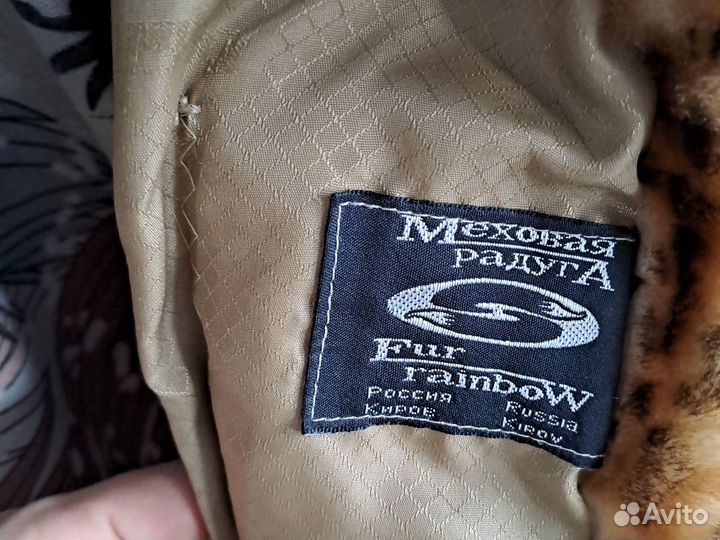 Меховая
радугА
Fur
rainboW
Россия Russia
Киров Kirov
Avito